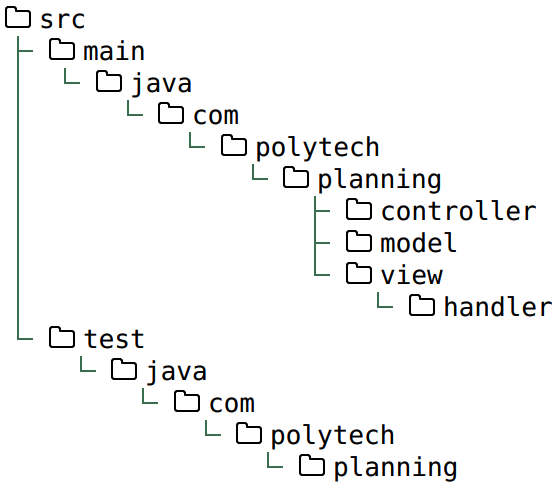 src
main
java
com
polytech
planning
controller
model
view
handler
test
java
com
polytech
planning